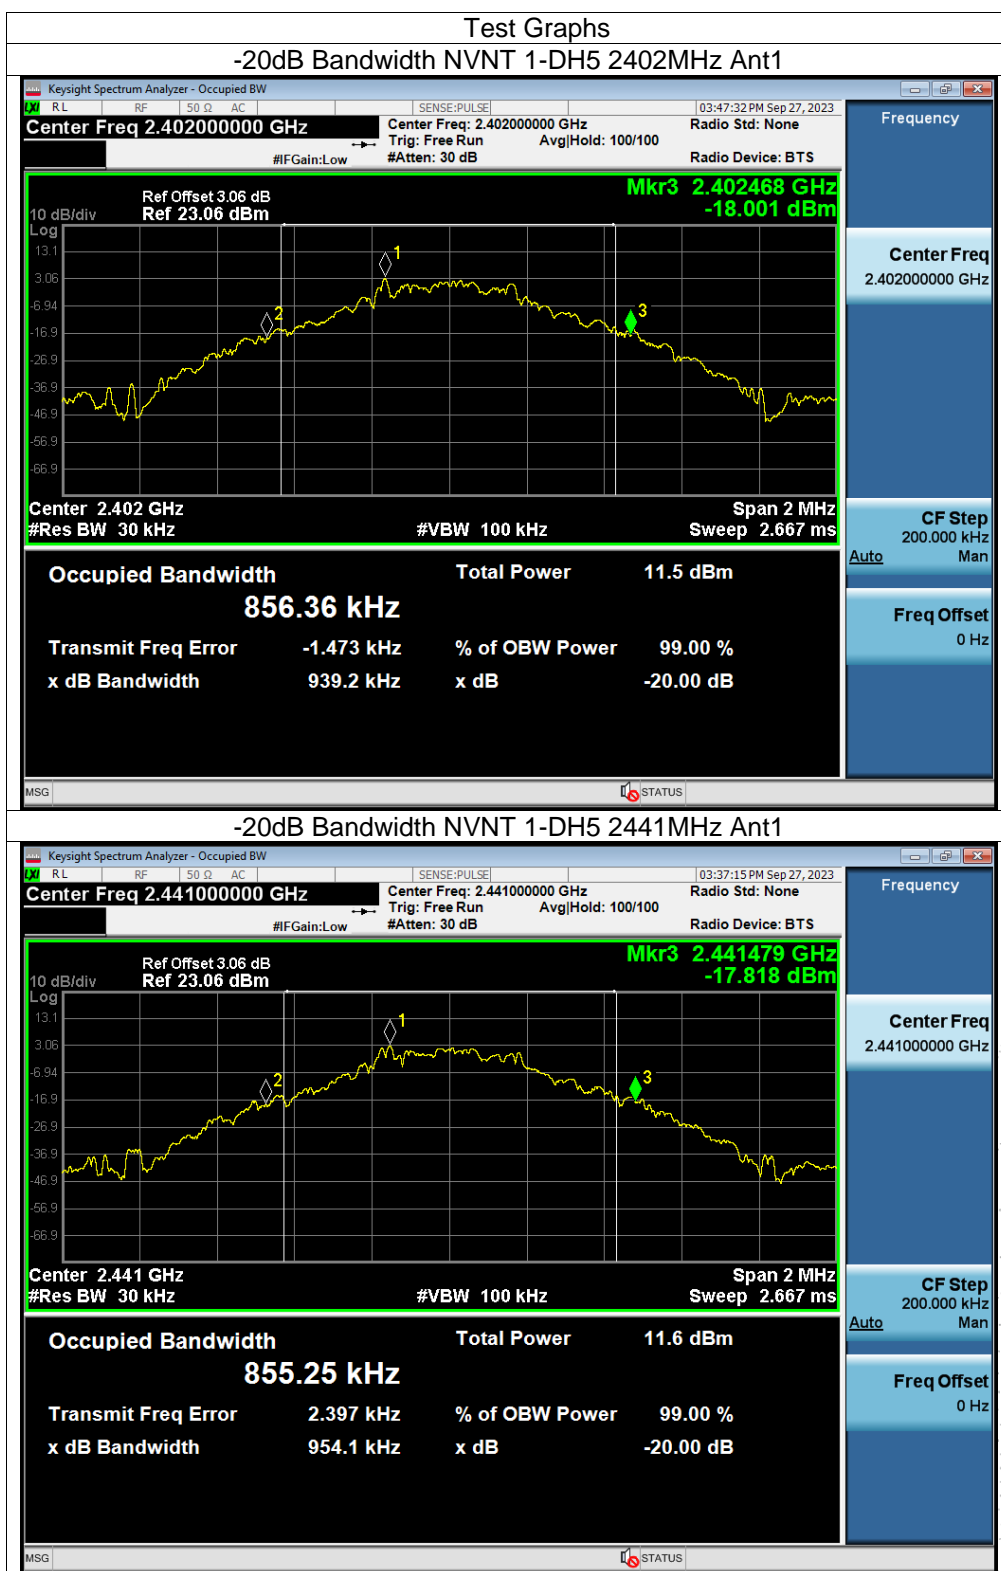 Test Graphs
-20dB Bandwidth NVNT 1-DH5 2402MHz Ant1
Keysight Spectrum Analyzer - Occupied BW
LXI RL RF 50 Ω AC SENSE:PULSE 03:47:32 PM Sep 27, 2023
Center Freq 2.402000000 GHz Center Freq: 2.402000000 GHz Radio Std: None Frequency
Trig: Free Run Avg|Hold: 100/100
#IFGain:Low #Atten: 30 dB Radio Device: BTS
Mkr3 2.402468 GHz
Ref Offset 3.06 dB
10 dB/div Ref 23.06 dBm -18.001 dBm
Log
13.1
3.06
-6.94
-16.9
-26.9
-36.9
-46.9
-56.9
-66.9
1
2
3
Center Freq
2.402000000 GHz
Center 2.402 GHz Span 2 MHz
#Res BW 30 kHz #VBW 100 kHz Sweep 2.667 ms
CF Step
200.000 kHz
Auto Man
Occupied Bandwidth Total Power 11.5 dBm
856.36 kHz
Freq Offset
0 Hz
Transmit Freq Error -1.473 kHz % of OBW Power 99.00 %
x dB Bandwidth 939.2 kHz x dB -20.00 dB
MSG STATUS
-20dB Bandwidth NVNT 1-DH5 2441MHz Ant1
Keysight Spectrum Analyzer - Occupied BW
LXI RL RF 50 Ω AC SENSE:PULSE 03:37:15 PM Sep 27, 2023
Center Freq 2.441000000 GHz Center Freq: 2.441000000 GHz Radio Std: None Frequency
Trig: Free Run Avg|Hold: 100/100
#IFGain:Low #Atten: 30 dB Radio Device: BTS
Mkr3 2.441479 GHz
Ref Offset 3.06 dB
10 dB/div Ref 23.06 dBm -17.818 dBm
Log
13.1
3.06
-6.94
-16.9
-26.9
-36.9
-46.9
-56.9
-66.9
1
2
3
Center Freq
2.441000000 GHz
Center 2.441 GHz Span 2 MHz
#Res BW 30 kHz #VBW 100 kHz Sweep 2.667 ms
CF Step
200.000 kHz
Auto Man
Occupied Bandwidth Total Power 11.6 dBm
855.25 kHz
Freq Offset
0 Hz
Transmit Freq Error 2.397 kHz % of OBW Power 99.00 %
x dB Bandwidth 954.1 kHz x dB -20.00 dB
MSG STATUS